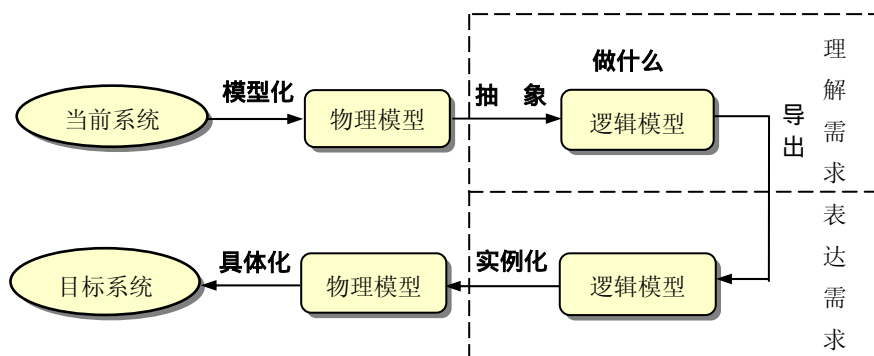 做什么
模型化
抽 象
当前系统
物理模型
逻辑模型
导出
理解需求
具体化
实例化
目标系统
物理模型
逻辑模型
表达需求